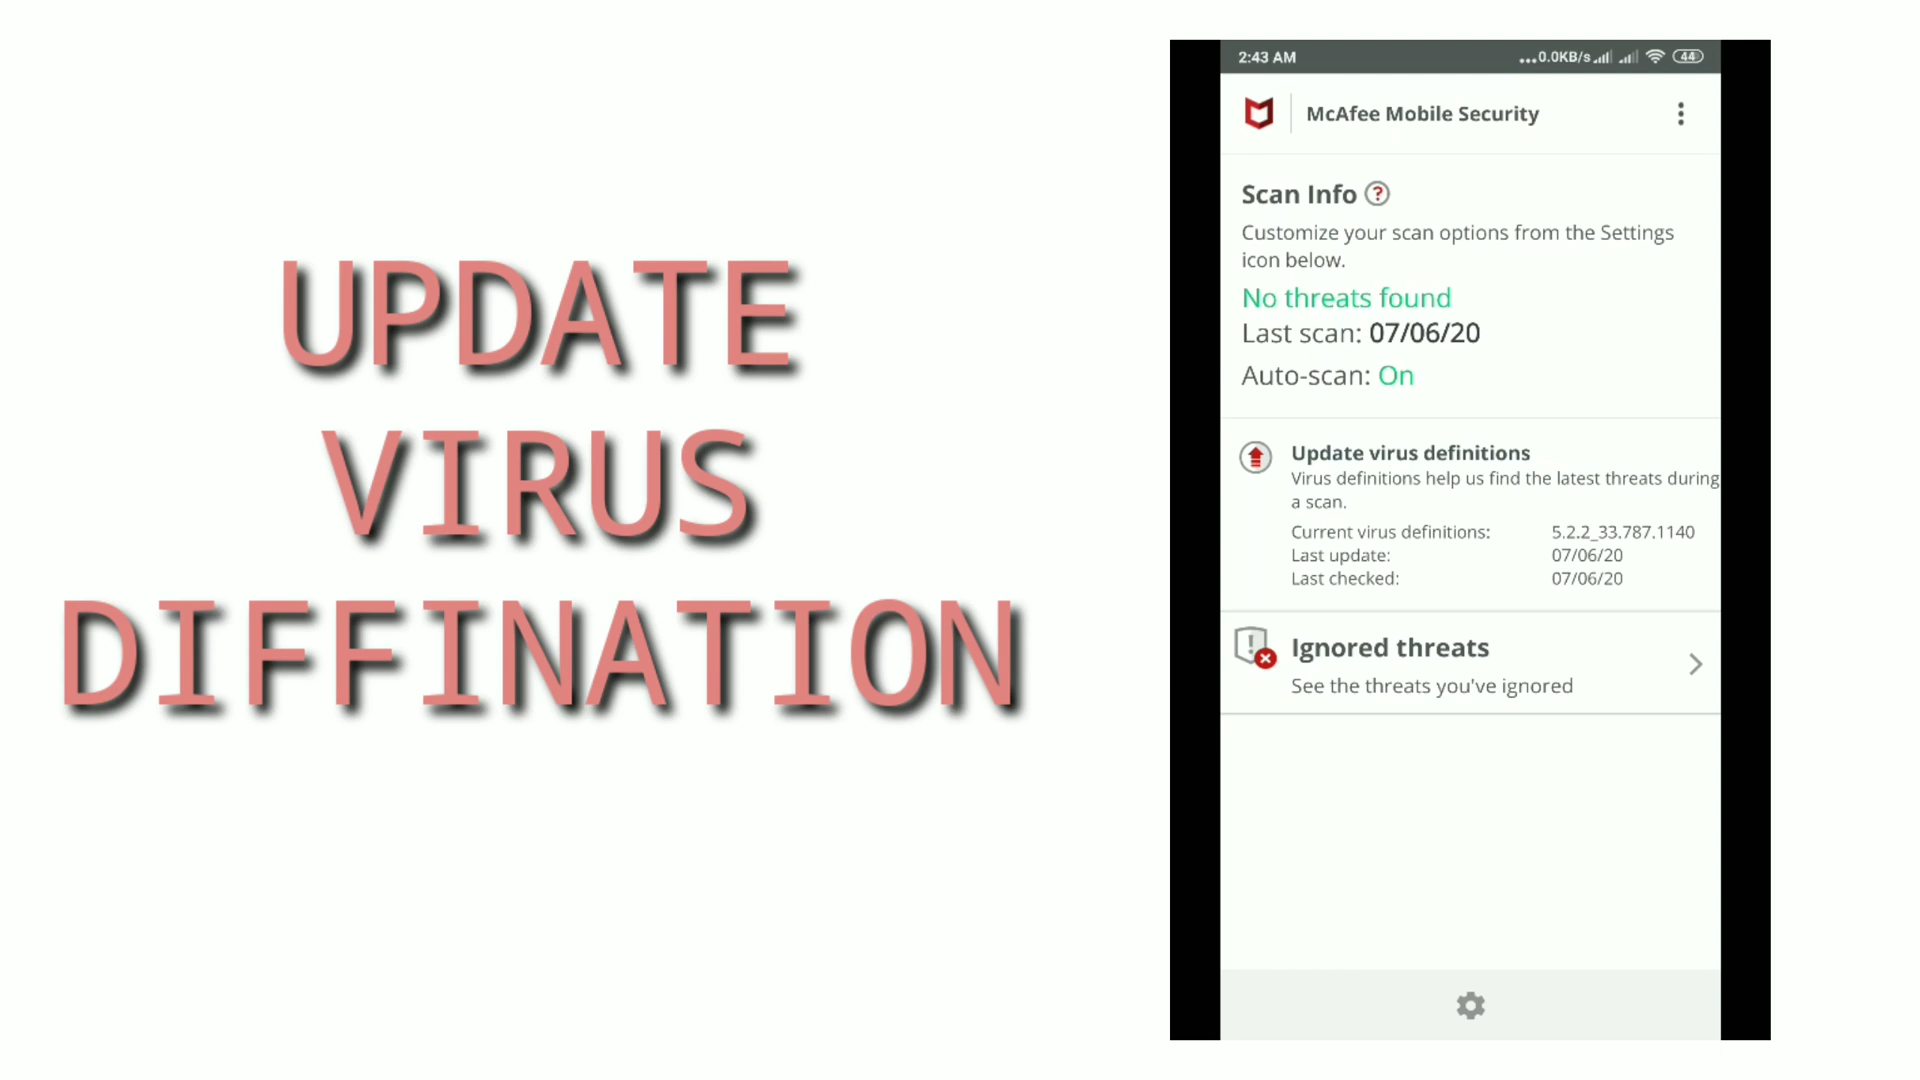 UPDATE
VIRUS
DIFFINATION
2:43 AM
...0.0KB/s
44
McAfee Mobile Security
Scan Info ?
Customize your scan options from the Settings
icon below.
No threats found
Last scan: 07/06/20
Auto-scan: On
Update virus definitions
Virus definitions help us find the latest threats during
a scan.
Current virus definitions: 5.2.2_33.787.1140
Last update: 07/06/20
Last checked: 07/06/20
Ignored threats
See the threats you've ignored